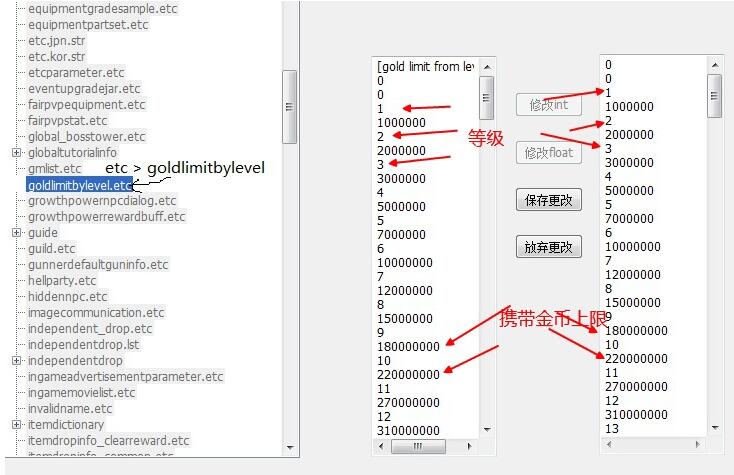 equipmentgradesample.etc
equipmentpartset.etc
etc.jpn.str
etc.kor.str
etcparameter.etc
eventupgradejar.etc
fairpvpequipment.etc
fairpvpstat.etc
global_bosstower.etc
globaltutorialinfo
gmlist.etc
etc > goldlimitbylevel
goldlimitbylevel.etc
growthpowernpcdialog.etc
growthpowerrewardbuff.etc
guide
guild.etc
gunnerdefaultguninfo.etc
hellparty.etc
hiddennpc.etc
imagecommunication.etc
independent_drop.etc
independentdrop.lst
independentdrop
ingameadvertisementparameter.etc
ingamemovielist.etc
invalidname.etc
itemdictionary
itemdropinfo_clearreward.etc
itemdropinfo_common.etc
[gold limit from lev
0
0
1
1000000
2
2000000
3
3000000
4
5000000
5
7000000
6
10000000
7
12000000
8
15000000
9
180000000
10
220000000
11
270000000
12
310000000
修改int
等级
修改float
保存更改
放弃更改
携带金币上限
0
0
1
1000000
2
2000000
3
3000000
4
5000000
5
7000000
6
10000000
7
12000000
8
15000000
9
180000000
10
220000000
11
270000000
12
310000000
13